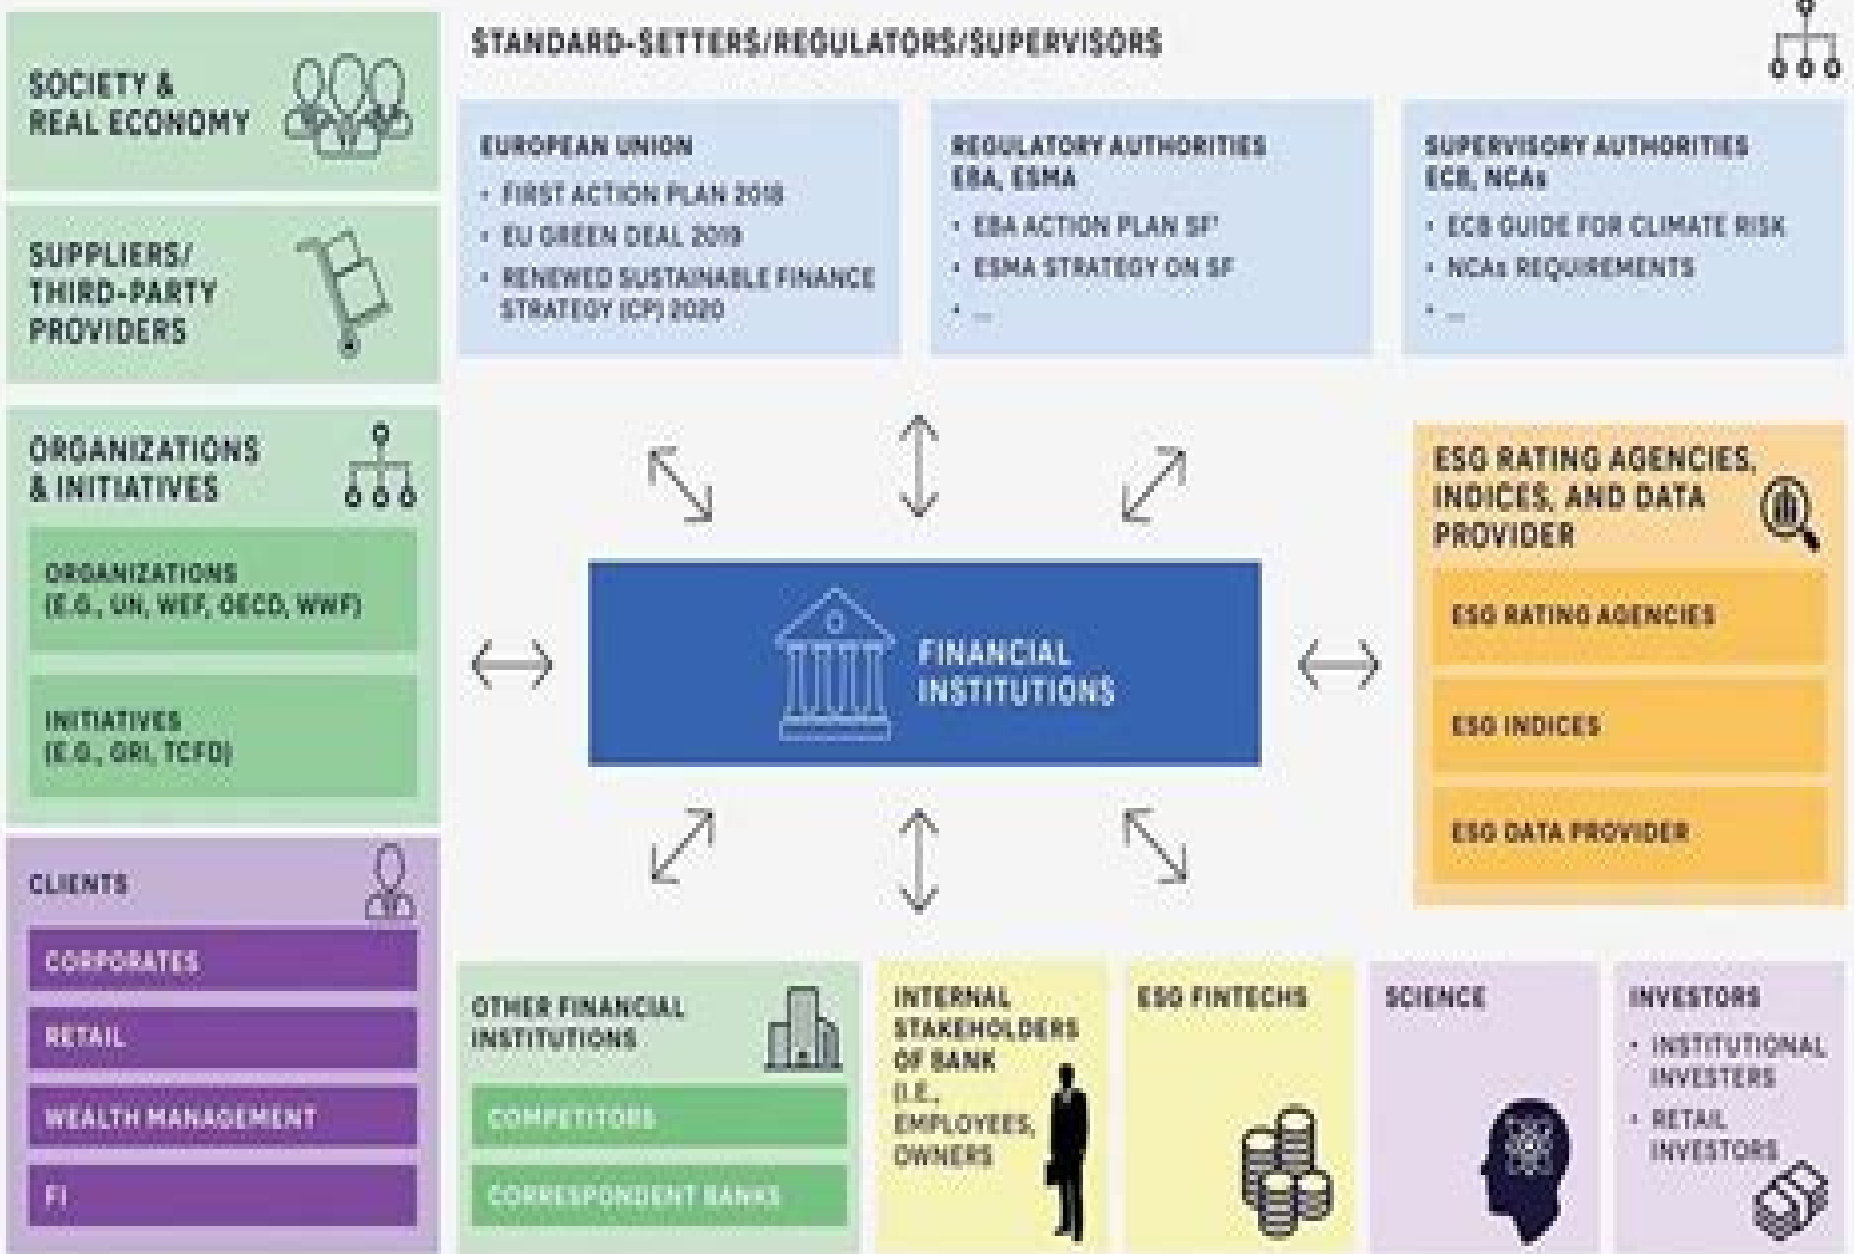 SOCIETY &
REAL ECONOMY
SUPPLIERS/
THIRD-PARTY
PROVIDERS
ORGANIZATIONS
& INITIATIVES
ORGANIZATIONS
(E.G., UN, WEF, OECD, WWF)
INITIATIVES
(E.G., GRI, TCFD)
CLIENTS
CORPORATES
RETAIL
WEALTH MANAGEMENT
FI
STANDARD-SETTERS/REGULATORS/SUPERVISORS
EUROPEAN UNION
• FIRST ACTION PLAN 2018
• EU GREEN DEAL 2019
• RENEWED SUSTAINABLE FINANCE
STRATEGY (CP) 2020
REGULATORY AUTHORITIES
EBA, ESMA
• EBA ACTION PLAN SF*
• ESMA STRATEGY ON SF
• ...
SUPERVISORY AUTHORITIES
ECB, NCAs
• ECB GUIDE FOR CLIMATE RISK
• NCAs REQUIREMENTS
• ...
FINANCIAL
INSTITUTIONS
ESG RATING AGENCIES,
INDICES, AND DATA
PROVIDER
ESG RATING AGENCIES
ESG INDICES
ESG DATA PROVIDER
OTHER FINANCIAL
INSTITUTIONS
COMPETITORS
CORRESPONDENT BANKS
INTERNAL
STAKEHOLDERS
OF BANK
(I.E.,
EMPLOYEES,
OWNERS
ESG FINTECHS
SCIENCE
INVESTORS
• INSTITUTIONAL
INVESTERS
• RETAIL
INVESTORS